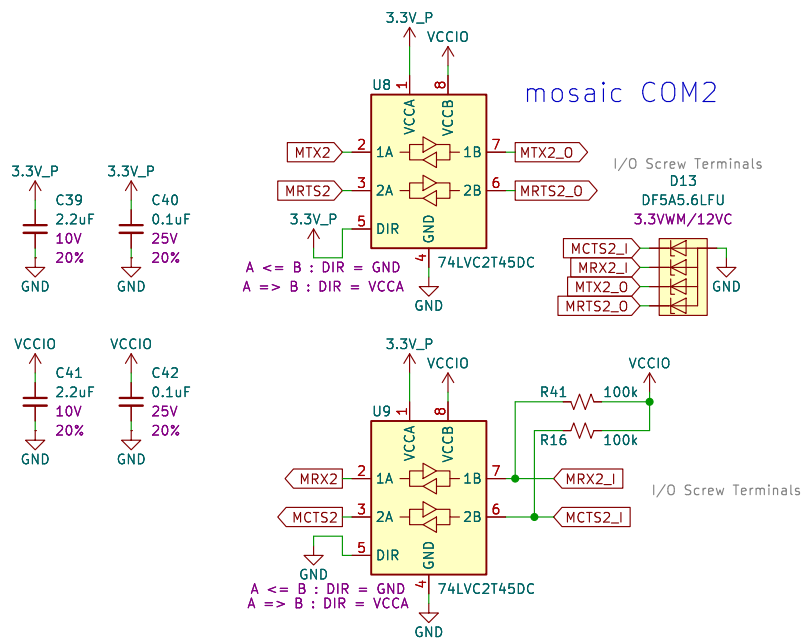 mosaic COM2
3.3V_P
VCCIO
U8
1
8
VCCA
VCCB
MTX2
2
1A
1B
7
MTX2_O
MRTS2
3
2A
2B
6
MRTS2_O
3.3V_P
5
DIR
GND
4
74LVC2T45DC
A <= B : DIR = GND
A => B : DIR = VCCA
GND
3.3V_P
C39
2.2uF
10V
20%
GND
3.3V_P
C40
0.1uF
25V
20%
GND
I/O Screw Terminals
D13
DF5A5.6LFU
3.3VWM/12VC
MCTS2_I
MRX2_I
MTX2_O
MRTS2_O
GND
VCCIO
C41
2.2uF
10V
20%
GND
VCCIO
C42
0.1uF
25V
20%
GND
3.3V_P
VCCIO
U9
1
8
VCCA
VCCB
MRX2
2
1A
1B
7
MRX2_I
MCTS2
3
2A
2B
6
MCTS2_I
5
DIR
GND
GND
4
74LVC2T45DC
A <= B : DIR = GND
A => B : DIR = VCCA
GND
VCCIO
R41
100k
R16
100k
I/O Screw Terminals